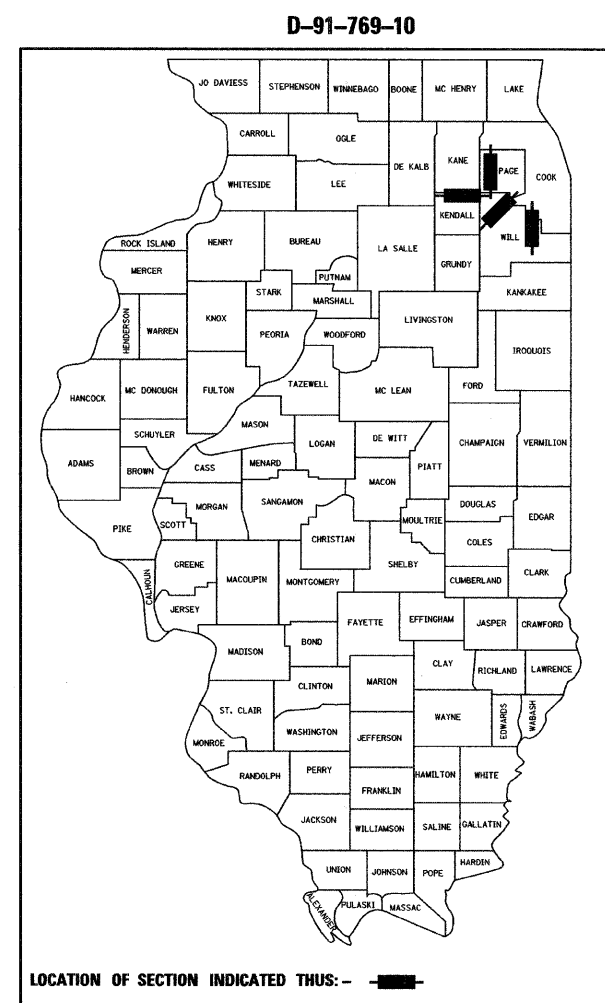 D-91-769-10
JO DAVIESS
STEPHENSON
WINNEBAGO
BOONE
MC HENRY
LAKE
CARROLL
OGLE
DE KALB
KANE
PAGE
COOK
WHITESIDE
LEE
KENDALL
WILL
ROCK ISLAND
HENRY
BUREAU
LA SALLE
GRUNDY
MERCER
PUTNAM
KANKAKEE
STARK
MARSHALL
HENDERSON
WARREN
KNOX
PEORIA
WOODFORD
LIVINGSTON
IROQUOIS
HANCOCK
MC DONOUGH
FULTON
TAZEWELL
MC LEAN
FORD
SCHUYLER
MASON
LOGAN
DE WITT
CHAMPAIGN
VERMILION
ADAMS
BROWN
CASS
MENARD
PIATT
MACON
PIKE
SCOTT
MORGAN
SANGAMON
DOUGLAS
MOULTRIE
EDGAR
CHRISTIAN
COLES
CALHOUN
GREENE
MACOUPIN
MONTGOMERY
SHELBY
CUMBERLAND
CLARK
JERSEY
FAYETTE
EFFINGHAM
JASPER
CRAWFORD
MADISON
BOND
CLAY
RICHLAND
LAWRENCE
CLINTON
MARION
ST. CLAIR
WAYNE
EDWARDS
WABASH
WASHINGTON
JEFFERSON
MONROE
RANDOLPH
PERRY
HAMILTON
WHITE
FRANKLIN
JACKSON
WILLIAMSON
SALINE
GALLATIN
UNION
JOHNSON
POPE
HARDIN
ALEXANDER
PULASKI
MASSAC
LOCATION OF SECTION INDICATED THUS: -